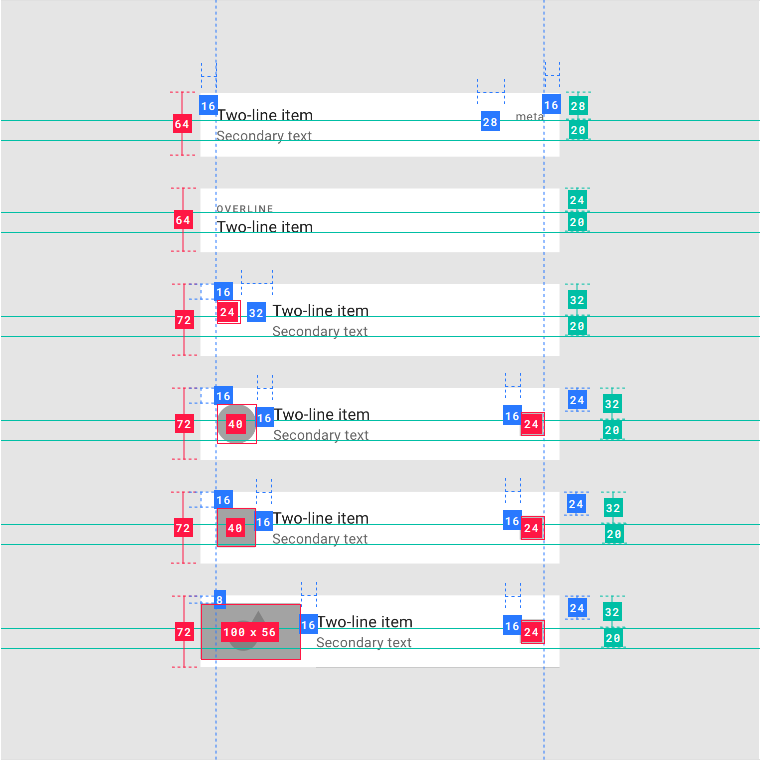 16 16 28
Two-line item 28 meta
64 20
Secondary text
24
OVERLINE
64 20
Two-line item
16 32
24 32 Two-line item
72 20
Secondary text
16 24 32
40 16 Two-line item 16 24
72 20
Secondary text
16 24 32
40 16 Two-line item 16 24
72 20
Secondary text
8 24 32
16 Two-line item 16
72 100 x 56 24 20
Secondary text